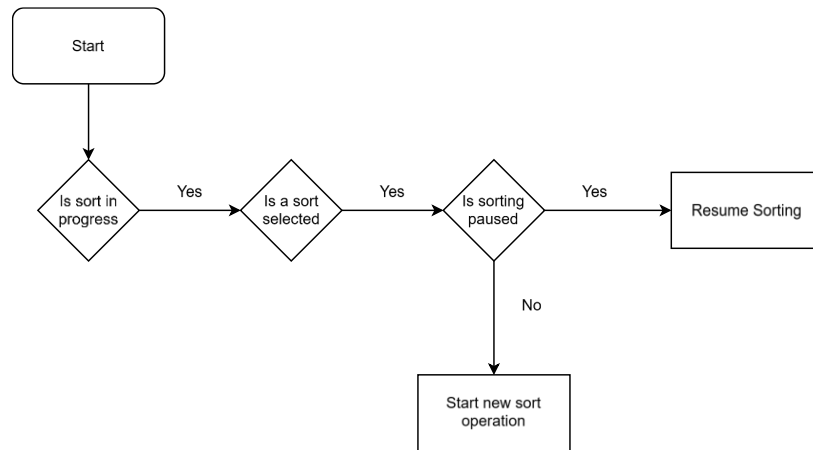 Start
Is sort in
progress
Yes
Is a sort
selected
Yes
Is sorting
paused
Yes
Resume Sorting
No
Start new sort
operation